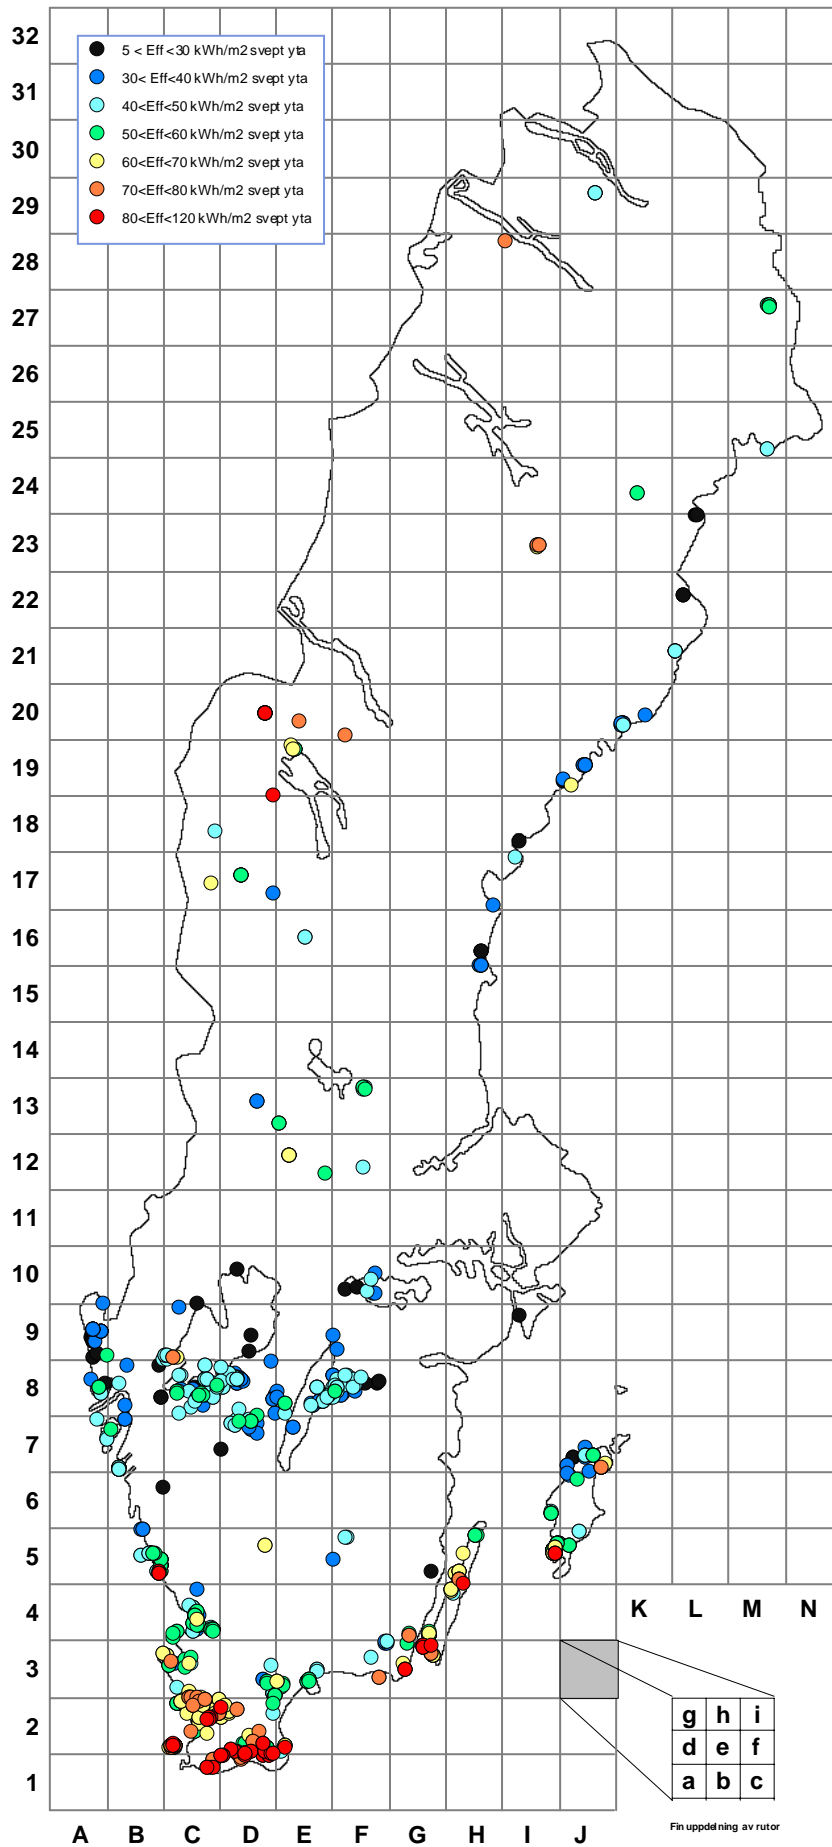 32
5 < Eff <30 kWh/m2 svept yta
30< Eff<40 kWh/m2 svept yta
31
40<Eff<50 kWh/m2 svept yta
50<Eff<60 kWh/m2 svept yta
30
60<Eff<70 kWh/m2 svept yta
70<Eff<80 kWh/m2 svept yta
29
80<Eff<120 kWh/m2 svept yta
28
27
26
25
24
23
22
21
20
19
18
17
16
15
14
13
12
11
10
9
8
7
6
5
4 K L M N
3
g h i
2
d e f
1
a b c
Fin uppdelning av rutor
A B C D E F G H I J